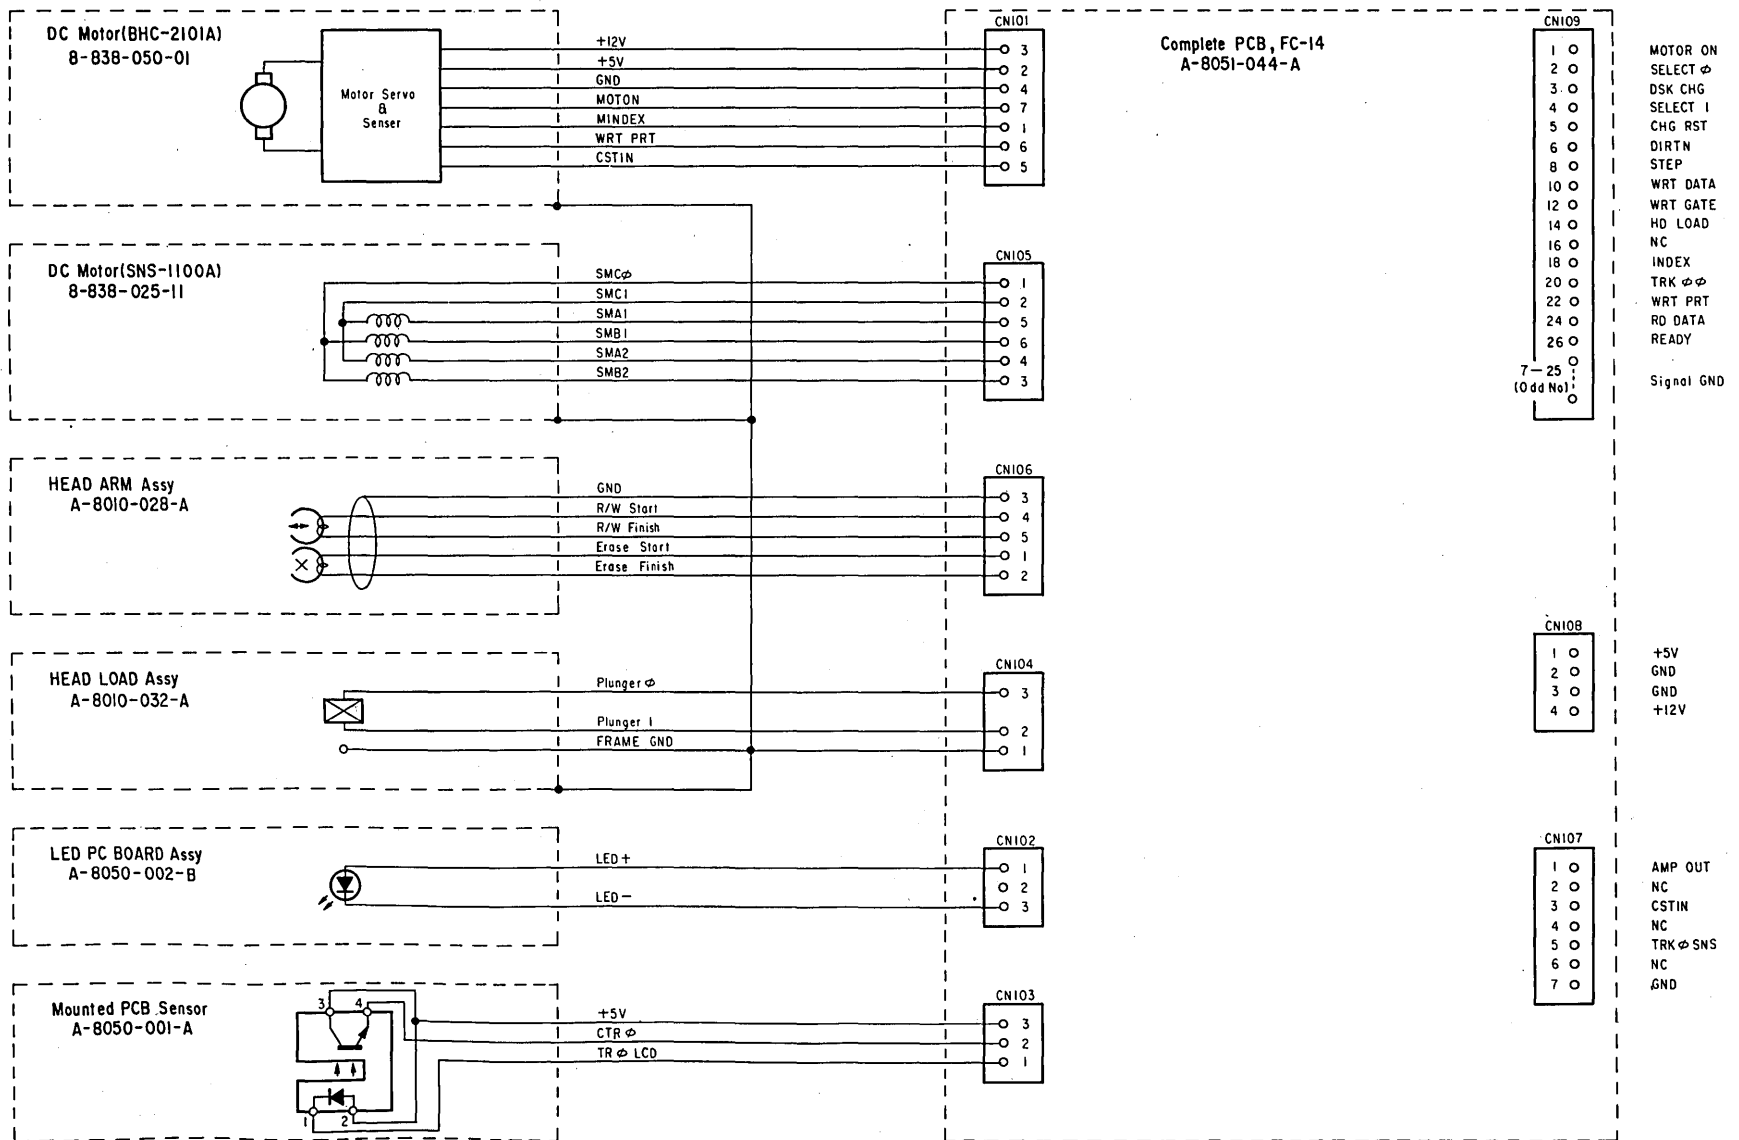 DC Motor(BHC-2101A)
8-838-050-01
Motor Servo
&
Senser
+12V
+5V
GND
MOTON
MINDEX
WRT PRT
CSTIN
CN101
3
2
4
7
1
6
5
Complete PCB, FC-14
A-8051-044-A
CN109
1 MOTOR ON
2 SELECT Φ
3 DSK CHG
4 SELECT 1
5 CHG RST
6 DIRTN
8 STEP
10 WRT DATA
12 WRT GATE
14 HD LOAD
16 NC
18 INDEX
20 TRK ΦΦ
22 WRT PRT
24 RD DATA
26 READY
7—25
(Odd No)
Signal GND
DC Motor(SNS-1100A)
8-838-025-11
SMCΦ
SMC1
SMA1
SMB1
SMA2
SMB2
CN105
1
2
5
6
4
3
HEAD ARM Assy
A-8010-028-A
GND
R/W Start
R/W Finish
Erase Start
Erase Finish
CN106
3
4
5
1
2
HEAD LOAD Assy
A-8010-032-A
Plunger Φ
Plunger 1
FRAME GND
CN104
3
2
1
CN108
1 +5V
2 GND
3 GND
4 +12V
LED PC BOARD Assy
A-8050-002-B
LED+
LED−
CN102
1
2
3
CN107
1 AMP OUT
2 NC
3 CSTIN
4 NC
5 TRKΦSNS
6 NC
7 GND
Mounted PCB Sensor
A-8050-001-A
3 4
1 2
+5V
CTR Φ
TR Φ LCD
CN103
3
2
1